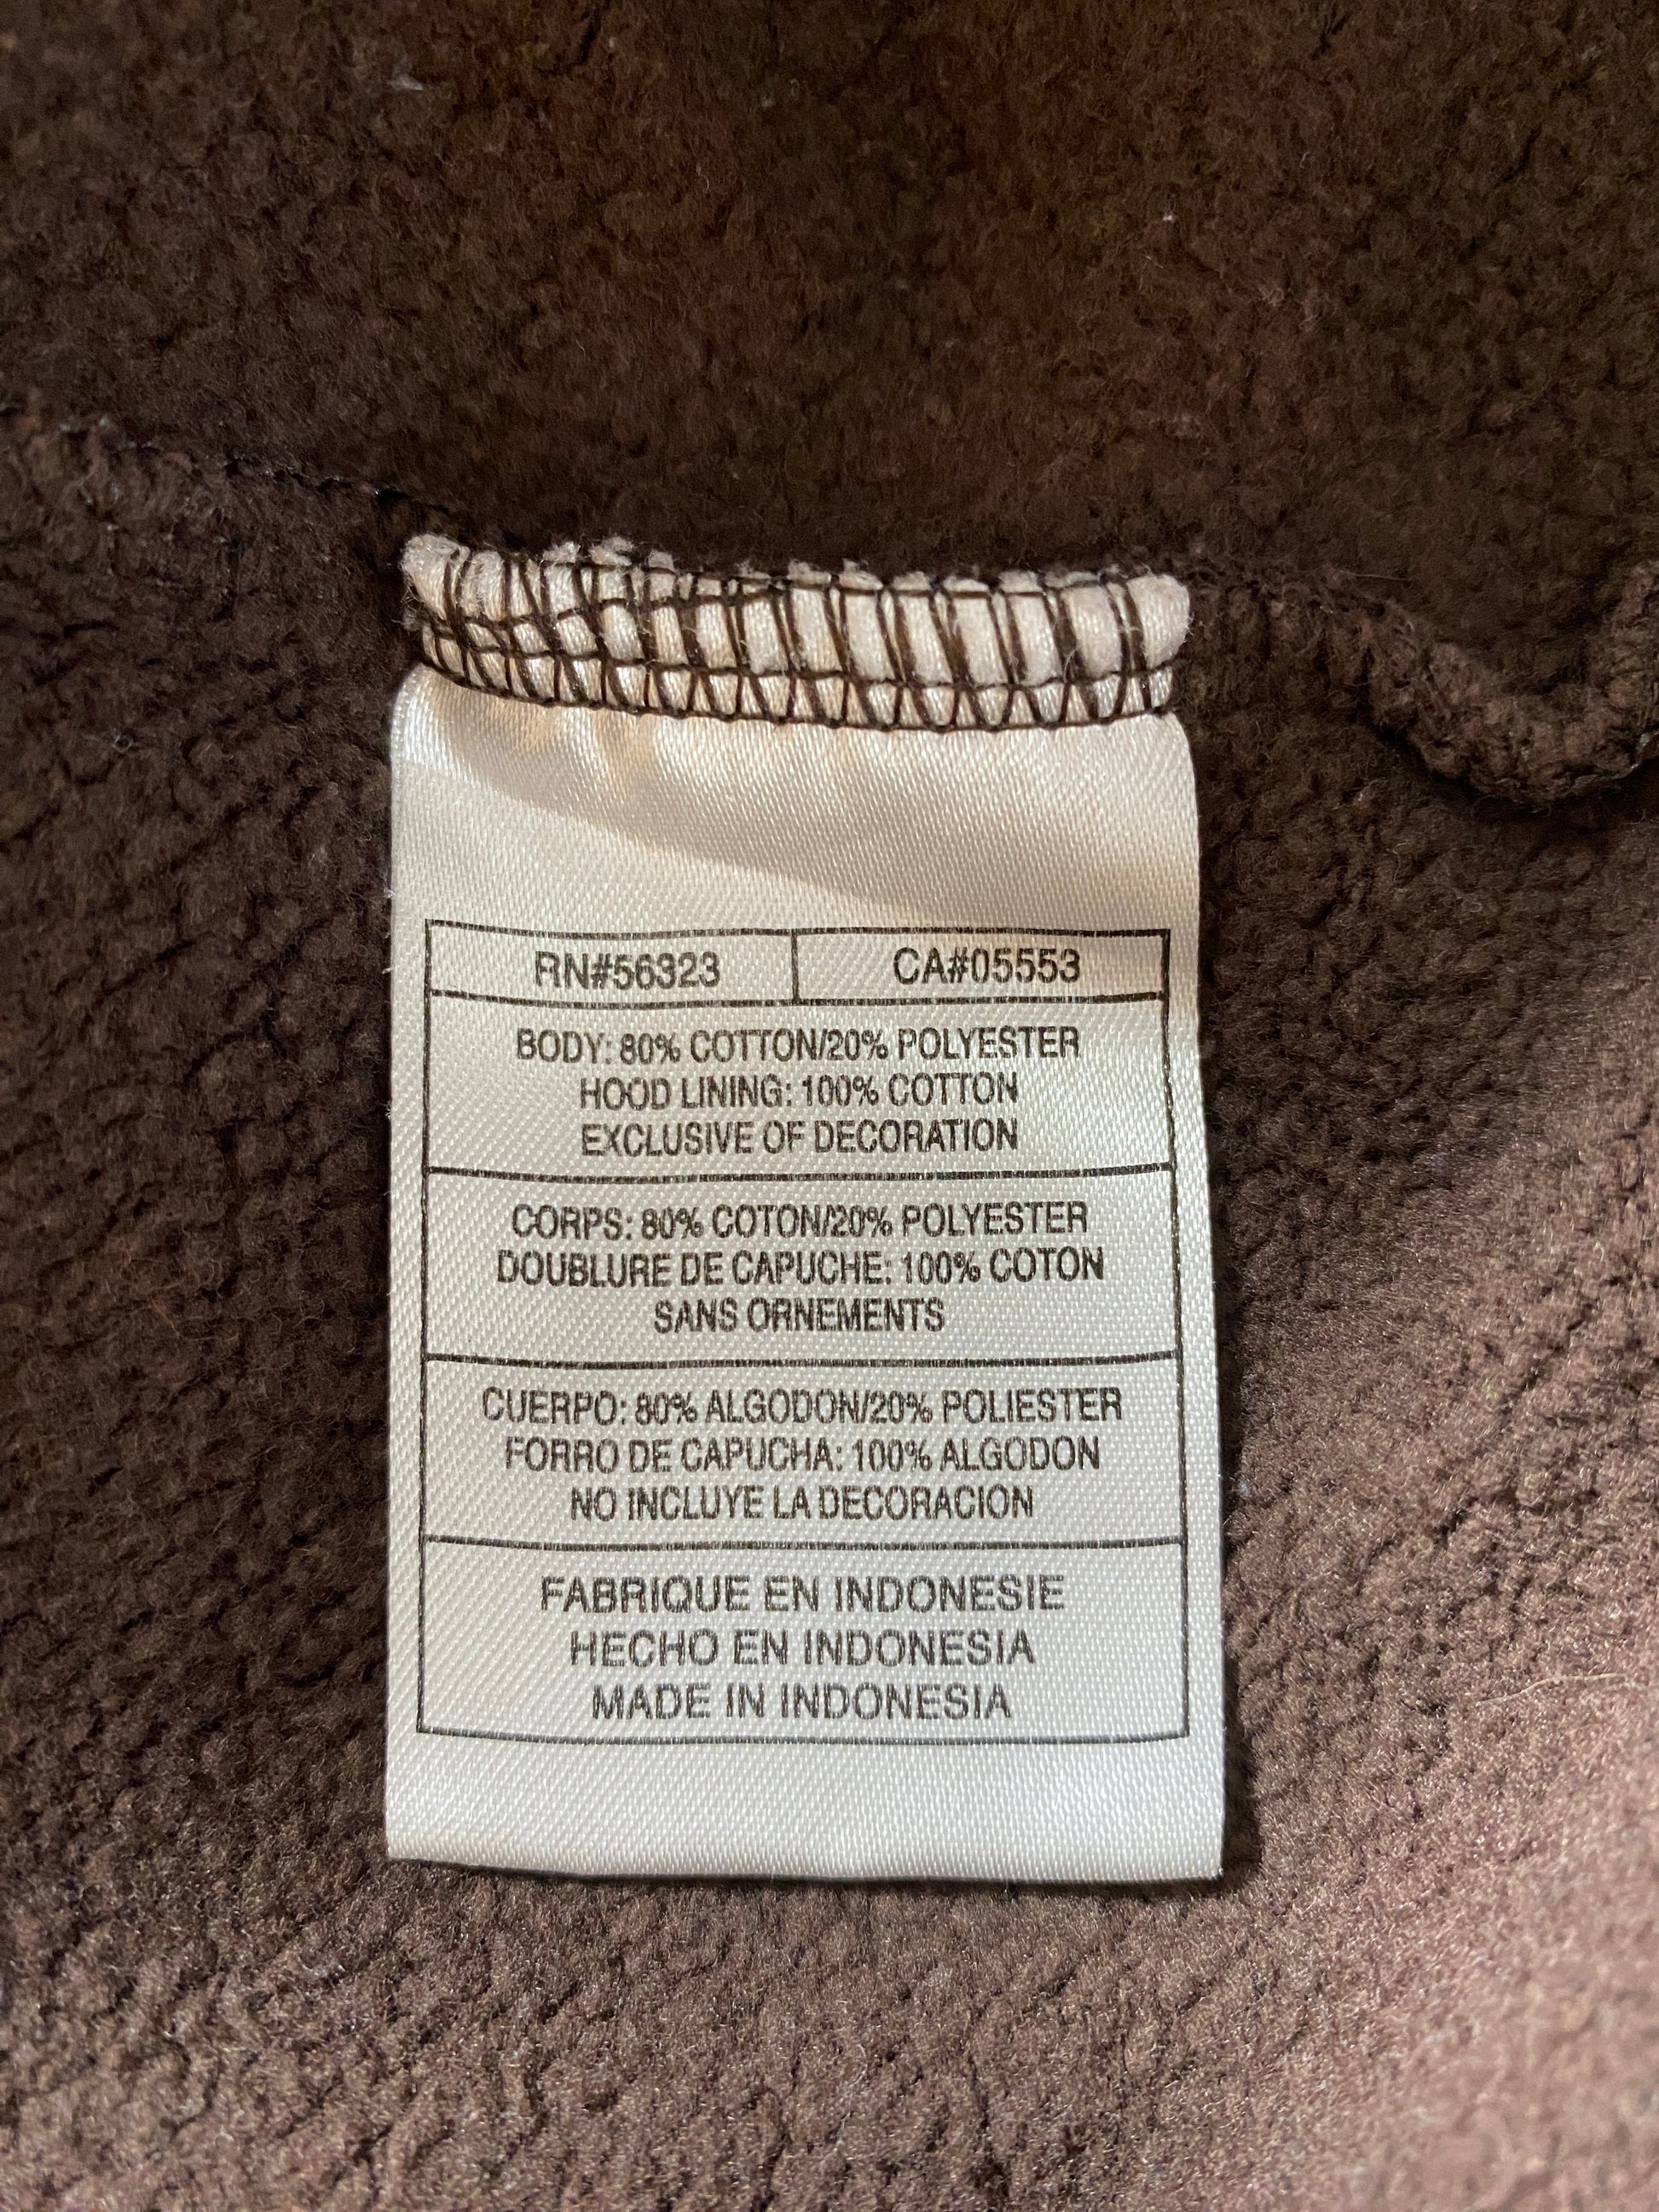 RN#56323 CA#05553
BODY: 80% COTTON/20% POLYESTER
HOOD LINING: 100% COTTON
EXCLUSIVE OF DECORATION
CORPS: 80% COTON/20% POLYESTER
DOUBLURE DE CAPUCHE: 100% COTON
SANS ORNEMENTS
CUERPO: 80% ALGODON/20% POLIESTER
FORRO DE CAPUCHA: 100% ALGODON
NO INCLUYE LA DECORACION
FABRIQUE EN INDONESIE
HECHO EN INDONESIA
MADE IN INDONESIA